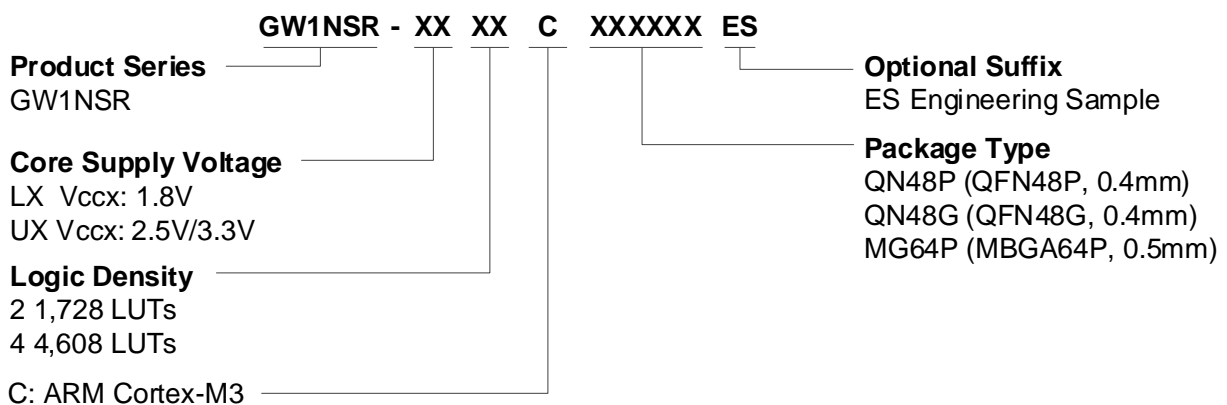 GW1NSR - XX XX C XXXXXX ES
Product Series
GW1NSR
Core Supply Voltage
LX Vccx: 1.8V
UX Vccx: 2.5V/3.3V
Logic Density
2 1,728 LUTs
4 4,608 LUTs
C: ARM Cortex-M3
Optional Suffix
ES Engineering Sample
Package Type
QN48P (QFN48P, 0.4mm)
QN48G (QFN48G, 0.4mm)
MG64P (MBGA64P, 0.5mm)